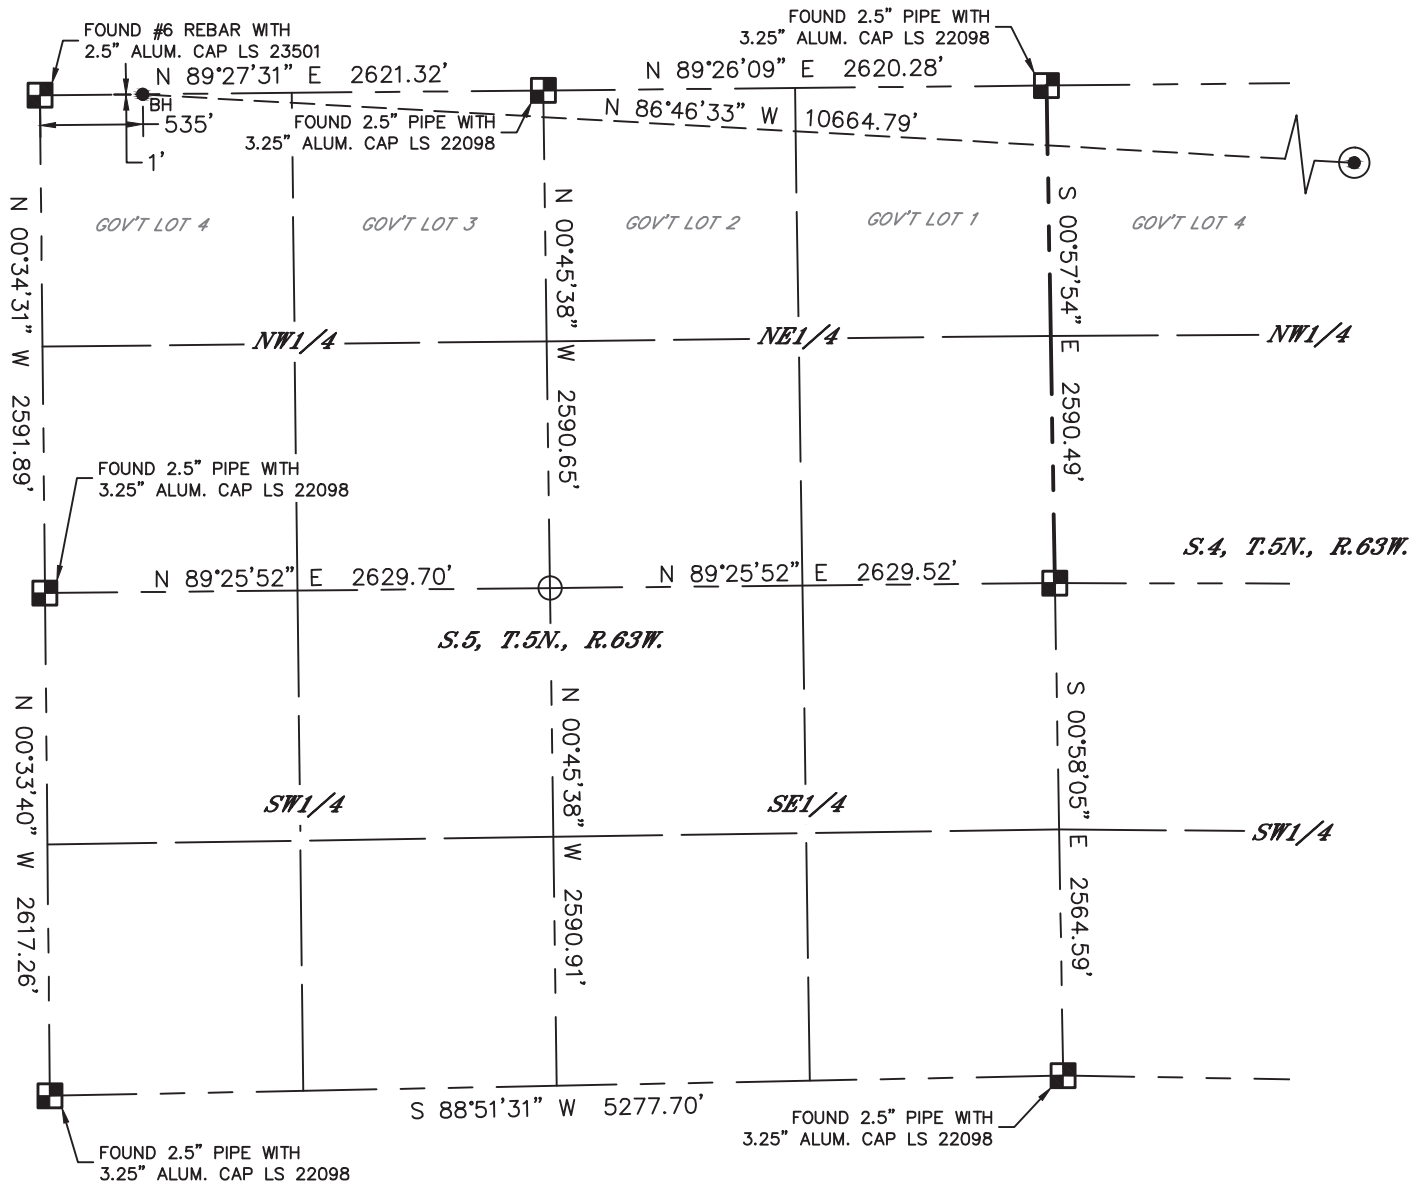 FOUND #6 REBAR WITH
2.5" ALUM. CAP LS 23501
FOUND 2.5" PIPE WITH
3.25" ALUM. CAP LS 22098
N 89°27'31" E 2621.32'
N 89°26'09" E 2620.28'
BH
535'
1'
FOUND 2.5" PIPE WITH
3.25" ALUM. CAP LS 22098
N 86°46'33" W 10664.79'
GOV'T LOT 4
GOV'T LOT 3
GOV'T LOT 2
GOV'T LOT 1
GOV'T LOT 4
N 00°34'31" W 2591.89'
N 00°45'38" W 2590.65'
S 00°57'54" E 2590.49'
NW1/4
NE1/4
NW1/4
FOUND 2.5" PIPE WITH
3.25" ALUM. CAP LS 22098
S.4, T.5N., R.63W.
N 89°25'52" E 2629.70'
N 89°25'52" E 2629.52'
S.5, T.5N., R.63W.
N 00°33'40" W 2617.26'
N 00°45'38" W 2590.91'
S 00°58'05" E 2564.59'
SW1/4
SE1/4
SW1/4
S 88°51'31" W 5277.70'
FOUND 2.5" PIPE WITH
3.25" ALUM. CAP LS 22098
FOUND 2.5" PIPE WITH
3.25" ALUM. CAP LS 22098